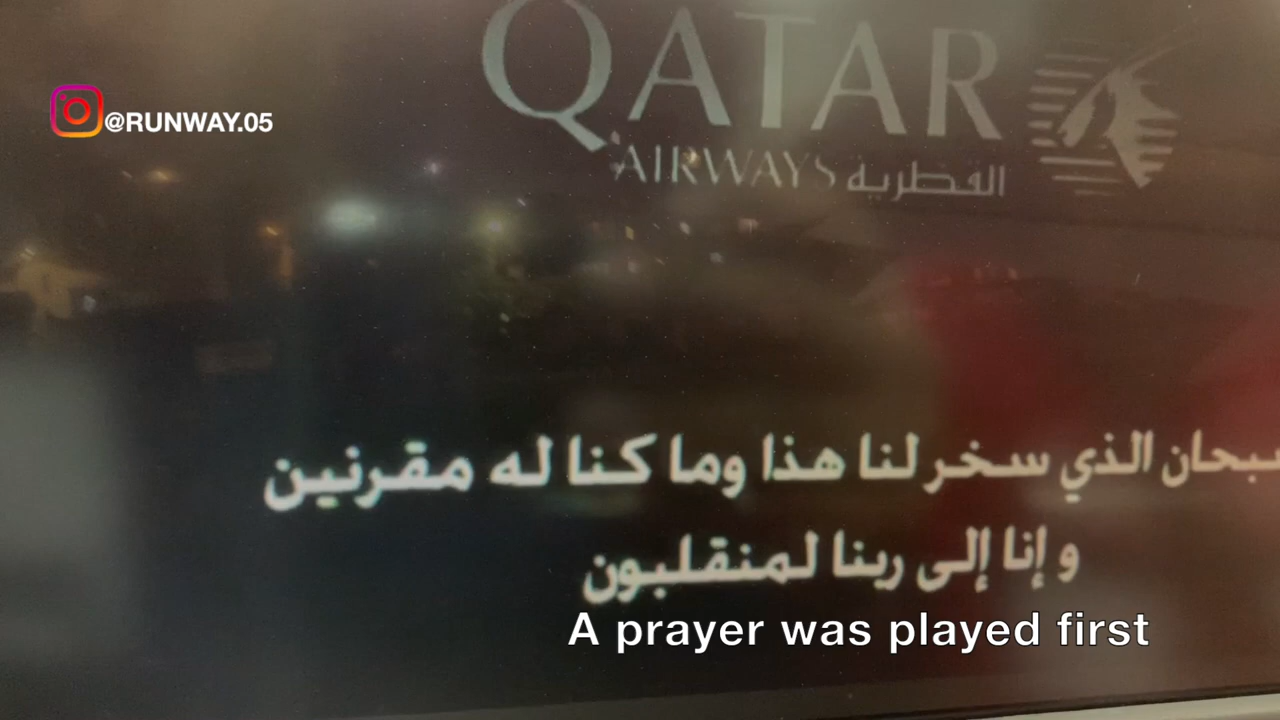 QATAR
AIRWAYS القطرية
@RUNWAY.05
سبحان الذي سخر لنا هذا وما كنا له مقرنين
و إنا إلى ربنا لمنقلبون
A prayer was played first